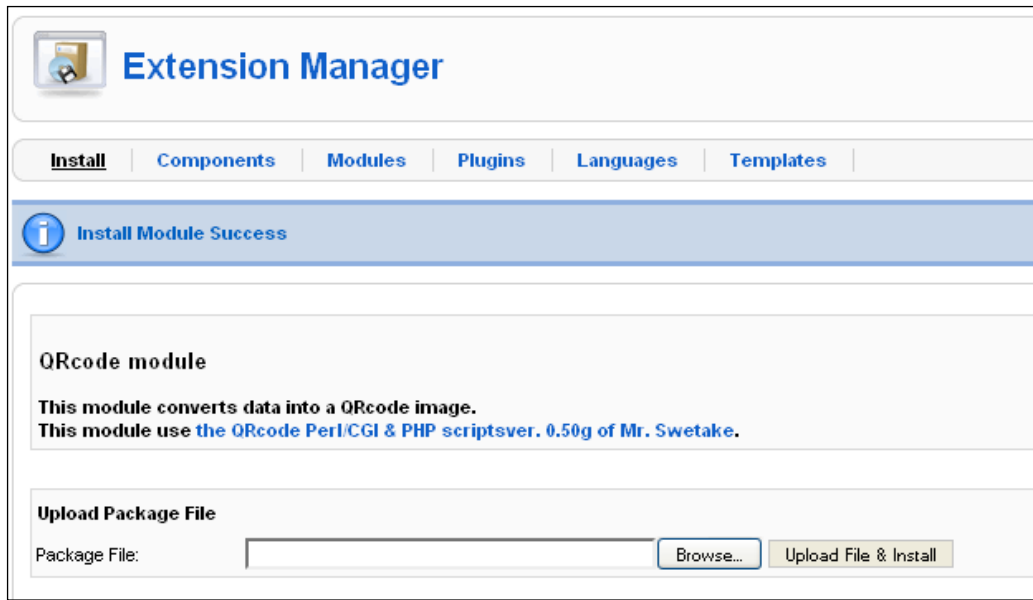 Extension Manager
Install Components Modules Plugins Languages Templates
Install Module Success
QRcode module
This module converts data into a QRcode image.
This module use the QRcode Perl/CGI & PHP scriptsver. 0.50g of Mr. Swetake.
Upload Package File
Package File: Browse... Upload File & Install